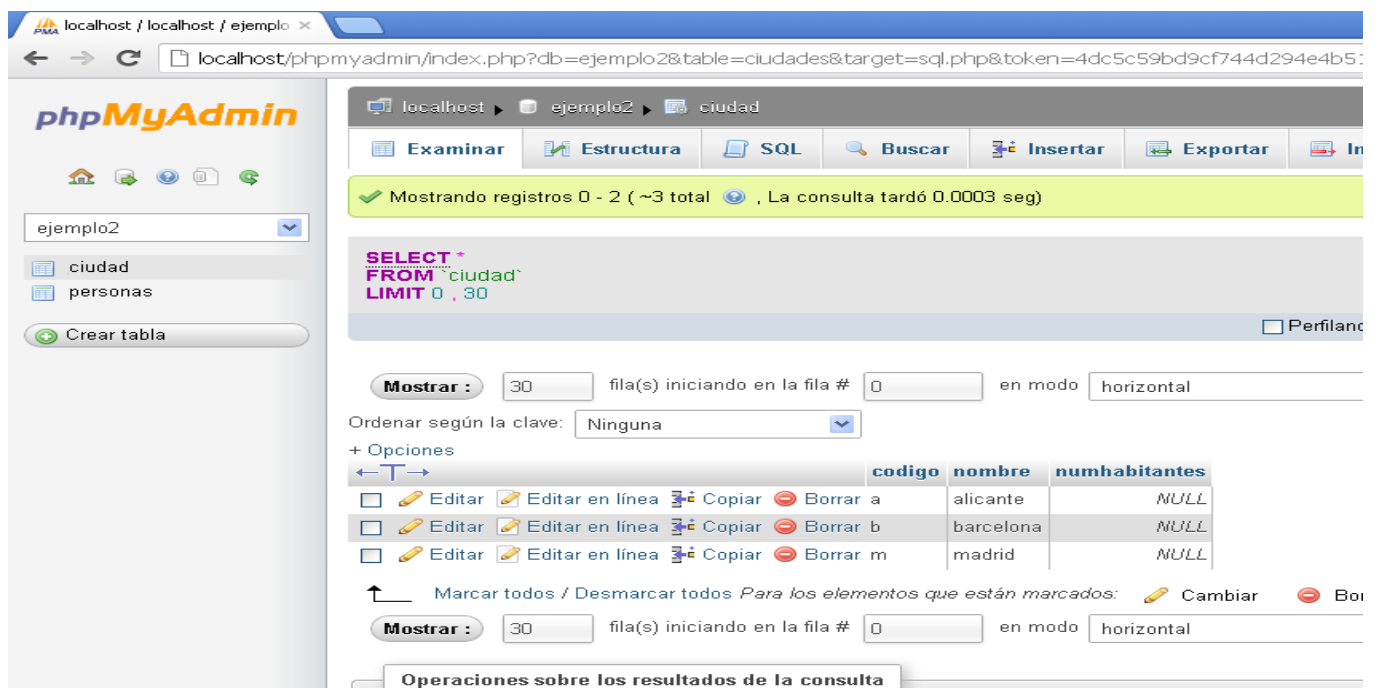 localhost / localhost / ejemplo
localhost/phpmyadmin/index.php?db=ejemplo2&table=ciudades&target=sql.php&token=4dc5c59bd9cf744d294e4b51
phpMyAdmin
ejemplo2
ciudad
personas
Crear tabla
localhost ▸ ejemplo2 ▸ ciudad
Examinar Estructura SQL Buscar Insertar Exportar
Mostrando registros 0 - 2 ( ~3 total , La consulta tardó 0.0003 seg)
SELECT *
FROM `ciudad`
LIMIT 0 , 30
Perfilan
Mostrar : 30 fila(s) iniciando en la fila # 0 en modo horizontal
Ordenar según la clave: Ninguna
+ Opciones
codigo nombre numhabitantes
Editar Editar en línea Copiar Borrar a alicante NULL
Editar Editar en línea Copiar Borrar b barcelona NULL
Editar Editar en línea Copiar Borrar m madrid NULL
Marcar todos / Desmarcar todos Para los elementos que están marcados: Cambiar Bo
Mostrar : 30 fila(s) iniciando en la fila # 0 en modo horizontal
Operaciones sobre los resultados de la consulta